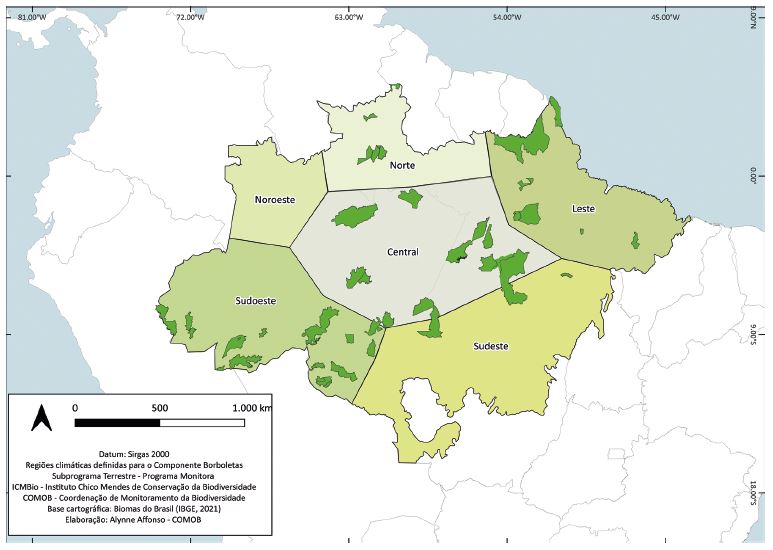 81.00°W 72.00°W 63.00°W 54.00°W 45.00°W
9.00°N
Norte
Noroeste
0.00°
Leste
Central
Sudoeste
9.00°S
Sudeste
0 500 1.000 km
Datum: Sirgas 2000
Regiões climáticas definidas para o Componente Borboletas
Subprograma Terrestre - Programa Monitora
ICMBio - Instituto Chico Mendes de Conservação da Biodiversidade
COMOB - Coordenação de Monitoramento da Biodiversidade
Base cartográfica: Biomas do Brasil (IBGE, 2021)
Elaboração: Alynne Affonso - COMOB
18.00°S